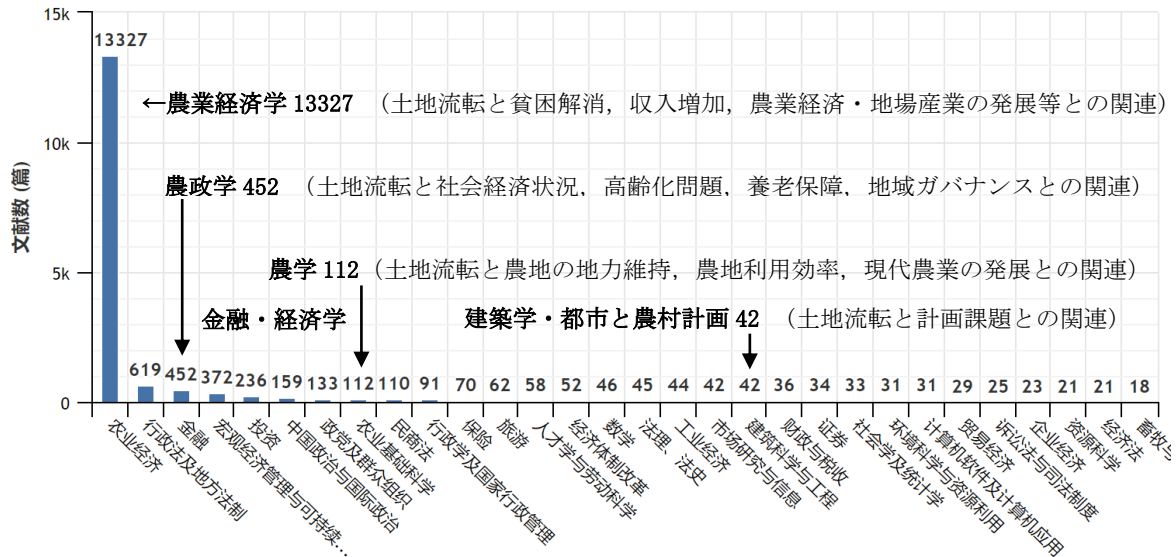 15k
13327
←農業経済学 13327 （土地流転と貧困解消，収入増加，農業経済・地場産業の発展等との関連）
10k
農政学 452 （土地流転と社会経済状況，高齢化問題，養老保障，地域ガバナンスとの関連）
文献数 (篇)
5k
農学 112（土地流転と農地の地力維持，農地利用効率，現代農業の発展との関連）
金融・経済学
建築学・都市と農村計画 42 （土地流転と計画課題との関連）
619 452 372 236 159 133 112 110 91 70 62 58 52 46 45 44 42 42 36 34 33 31 31 29 25 23 21 21 18
0
农业经济
行政法及地方法制
金融
宏观经济管理与可持续...
投资
中国政治与国际政治
政党及群众组织
农业基础科学
民商法
行政学及国家行政管理
保险
旅游
人才学与劳动科学
经济体制改革
数学
法理、法史
工业经济
市场研究与信息
建筑科学与工程
财政与税收
证券
社会学及统计学
环境科学与资源利用
计算机软件及计算机应用
贸易经济
诉讼法与司法制度
企业经济
资源科学
经济法
畜牧